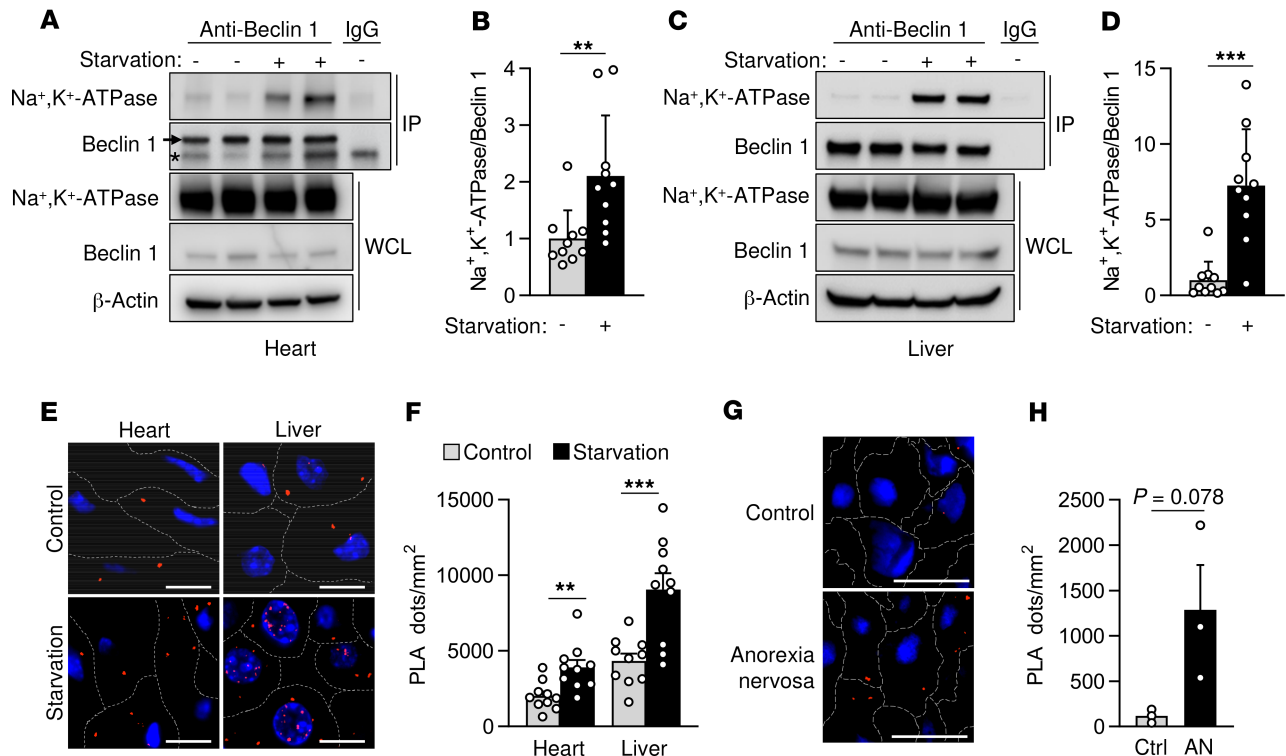 A
Anti-Beclin 1 IgG
Starvation: - - + + -
Na⁺,K⁺-ATPase
Beclin 1
*
IP
Na⁺,K⁺-ATPase
Beclin 1
β-Actin
WCL
Heart
B
**
Na⁺,K⁺-ATPase/Beclin 1
4
3
2
1
0
Starvation: - +
C
Anti-Beclin 1 IgG
Starvation: - - + + -
Na⁺,K⁺-ATPase
Beclin 1
IP
Na⁺,K⁺-ATPase
Beclin 1
β-Actin
WCL
Liver
D
***
Na⁺,K⁺-ATPase/Beclin 1
15
10
5
0
Starvation: - +
E
Heart Liver
Control
Starvation
F
Control Starvation
PLA dots/mm²
15000
10000
5000
0
**
***
Heart Liver
G
Control
Anorexia
nervosa
H
P = 0.078
PLA dots/mm²
2500
2000
1500
1000
500
0
Ctrl AN